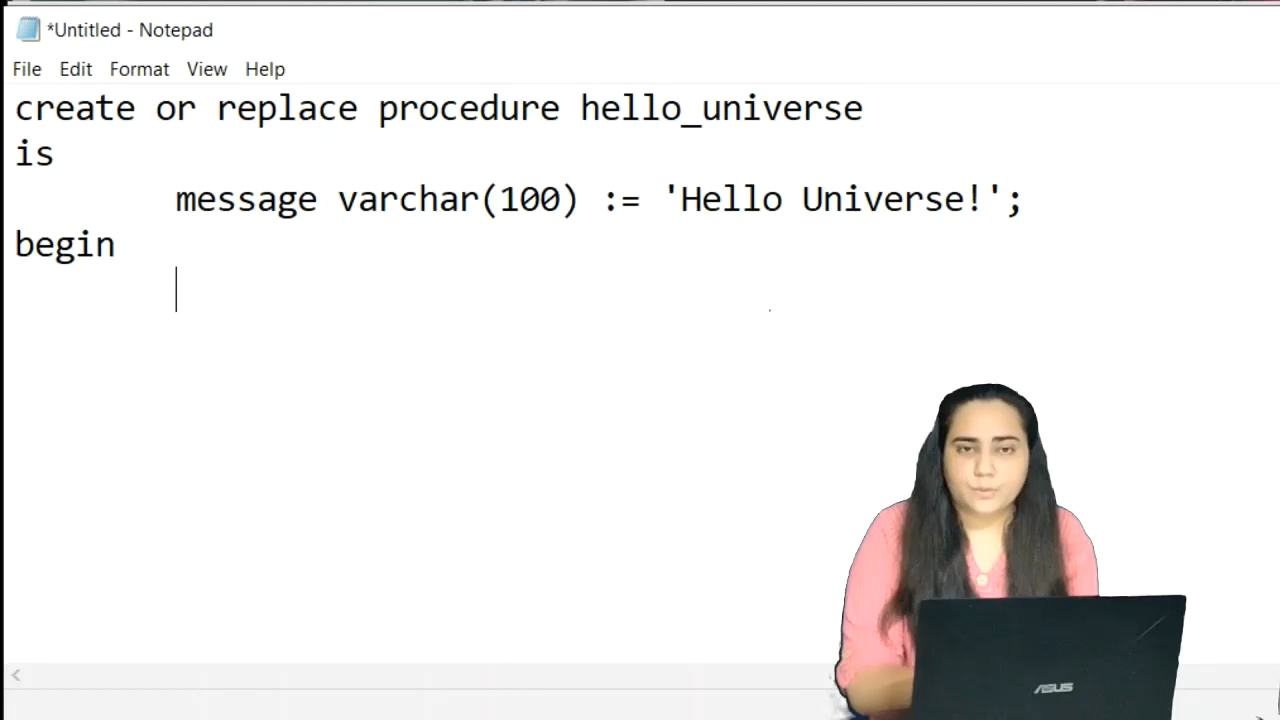 *Untitled - Notepad
File Edit Format View Help
create or replace procedure hello_universe
is
message varchar(100) := 'Hello Universe!';
begin
ASUS